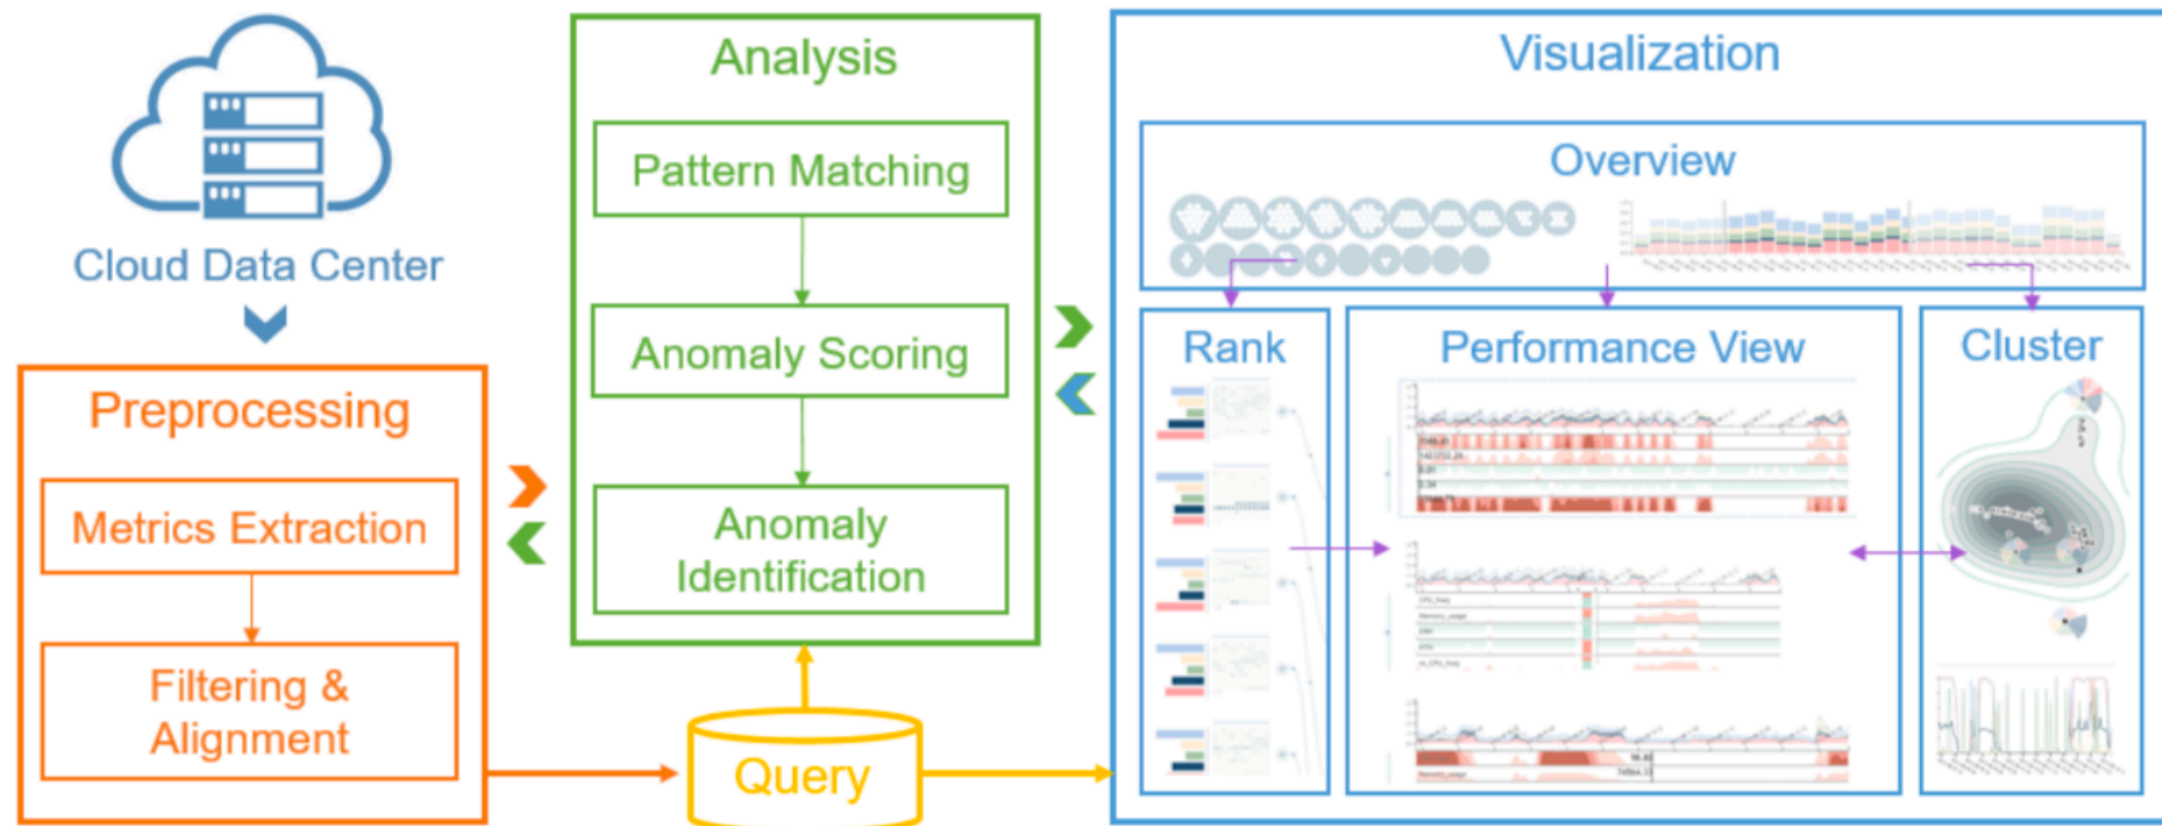 Cloud Data Center
Preprocessing
Metrics Extraction
Filtering &
Alignment
Analysis
Pattern Matching
Anomaly Scoring
Anomaly
Identification
Query
Visualization
Overview
Rank
Performance View
Cluster